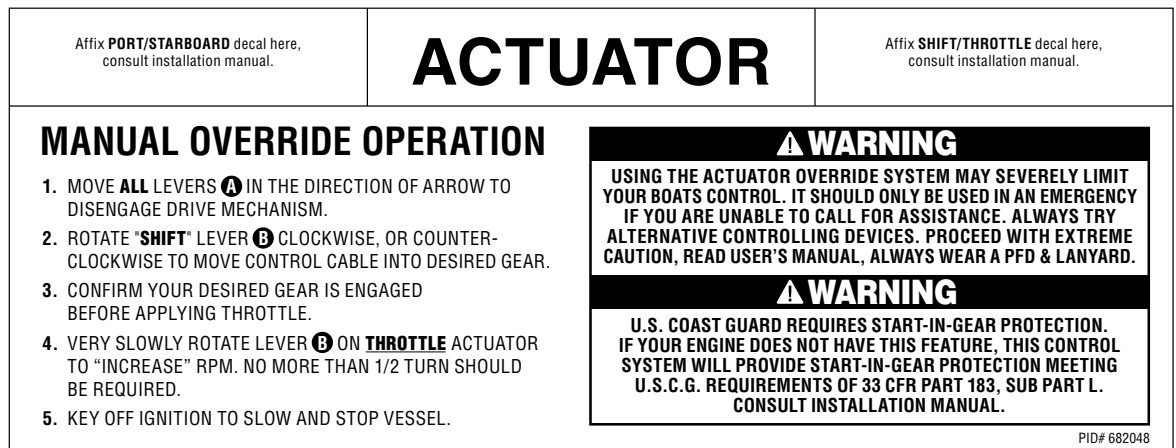 Affix PORT/STARBOARD decal here,
consult installation manual.
ACTUATOR
Affix SHIFT/THROTTLE decal here,
consult installation manual.
MANUAL OVERRIDE OPERATION
1. MOVE ALL LEVERS A IN THE DIRECTION OF ARROW TO
DISENGAGE DRIVE MECHANISM.
2. ROTATE "SHIFT" LEVER B CLOCKWISE, OR COUNTER-
CLOCKWISE TO MOVE CONTROL CABLE INTO DESIRED GEAR.
3. CONFIRM YOUR DESIRED GEAR IS ENGAGED
BEFORE APPLYING THROTTLE.
4. VERY SLOWLY ROTATE LEVER B ON THROTTLE ACTUATOR
TO “INCREASE” RPM. NO MORE THAN 1/2 TURN SHOULD
BE REQUIRED.
5. KEY OFF IGNITION TO SLOW AND STOP VESSEL.
WARNING
USING THE ACTUATOR OVERRIDE SYSTEM MAY SEVERELY LIMIT
YOUR BOATS CONTROL. IT SHOULD ONLY BE USED IN AN EMERGENCY
IF YOU ARE UNABLE TO CALL FOR ASSISTANCE. ALWAYS TRY
ALTERNATIVE CONTROLLING DEVICES. PROCEED WITH EXTREME
CAUTION, READ USER’S MANUAL, ALWAYS WEAR A PFD & LANYARD.
WARNING
U.S. COAST GUARD REQUIRES START-IN-GEAR PROTECTION.
IF YOUR ENGINE DOES NOT HAVE THIS FEATURE, THIS CONTROL
SYSTEM WILL PROVIDE START-IN-GEAR PROTECTION MEETING
U.S.C.G. REQUIREMENTS OF 33 CFR PART 183, SUB PART L.
CONSULT INSTALLATION MANUAL.
PID# 682048